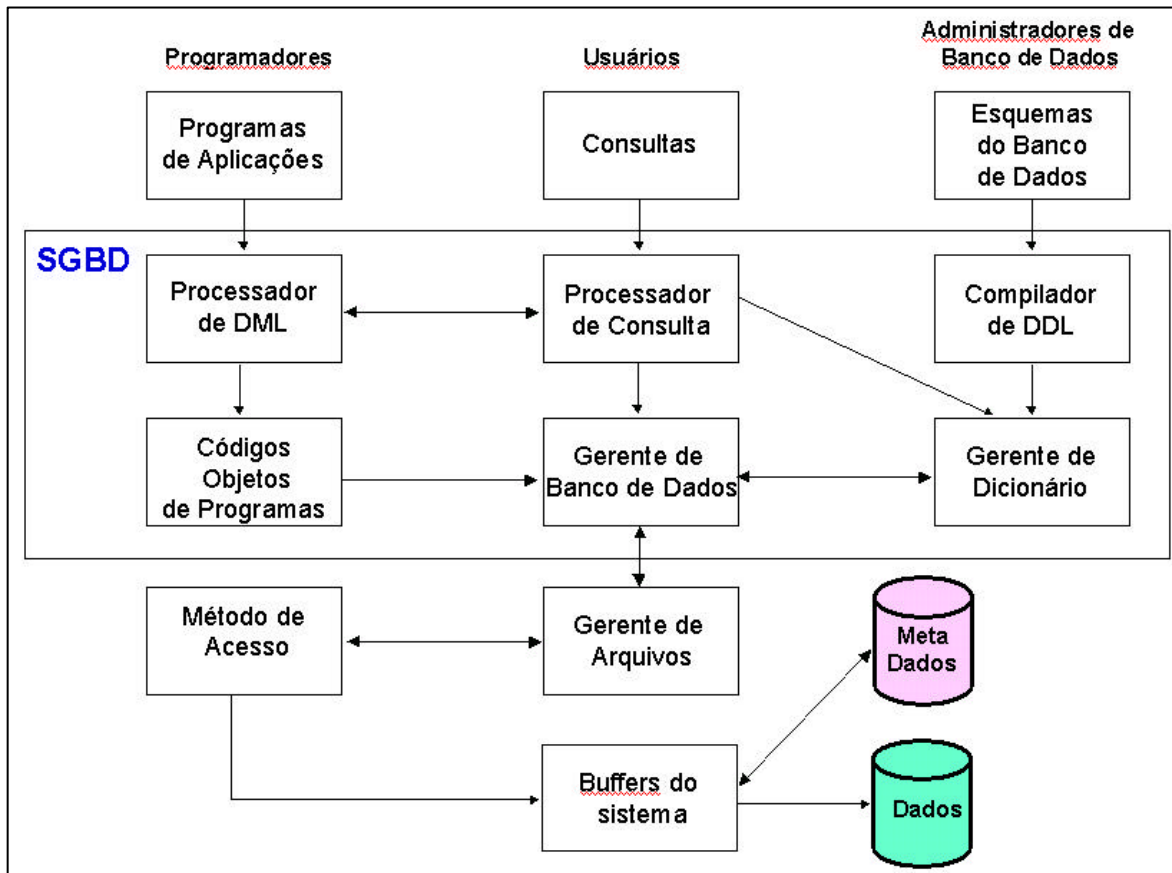 Programadores
Usuários
Administradores de
Banco de Dados
Programas
de Aplicações
Consultas
Esquemas
do Banco
de Dados
SGBD
Processador
de DML
Processador
de Consulta
Compilador
de DDL
Códigos
Objetos
de Programas
Gerente de
Banco de Dados
Gerente de
Dicionário
Método de
Acesso
Gerente de
Arquivos
Meta
Dados
Buffers do
sistema
Dados